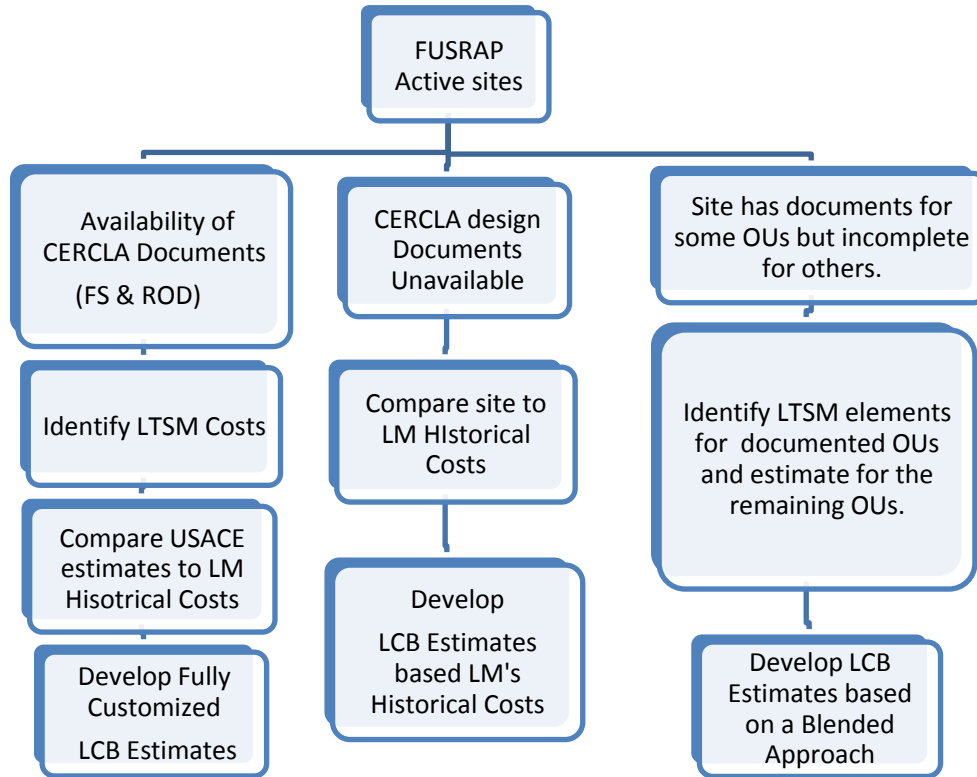 FUSRAP
Active sites
Availability of
CERCLA Documents
(FS & ROD)
Identify LTSM Costs
Compare USACE
estimates to LM
Hisotrical Costs
Develop Fully
Customized
LCB Estimates
CERCLA design
Documents
Unavailable
Compare site to
LM HIstorical
Costs
Develop
LCB Estimates
based LM's
Historical Costs
Site has documents for
some OUs but incomplete
for others.
Identify LTSM elements
for documented OUs
and estimate for the
remaining OUs.
Develop LCB
Estimates based
on a Blended
Approach